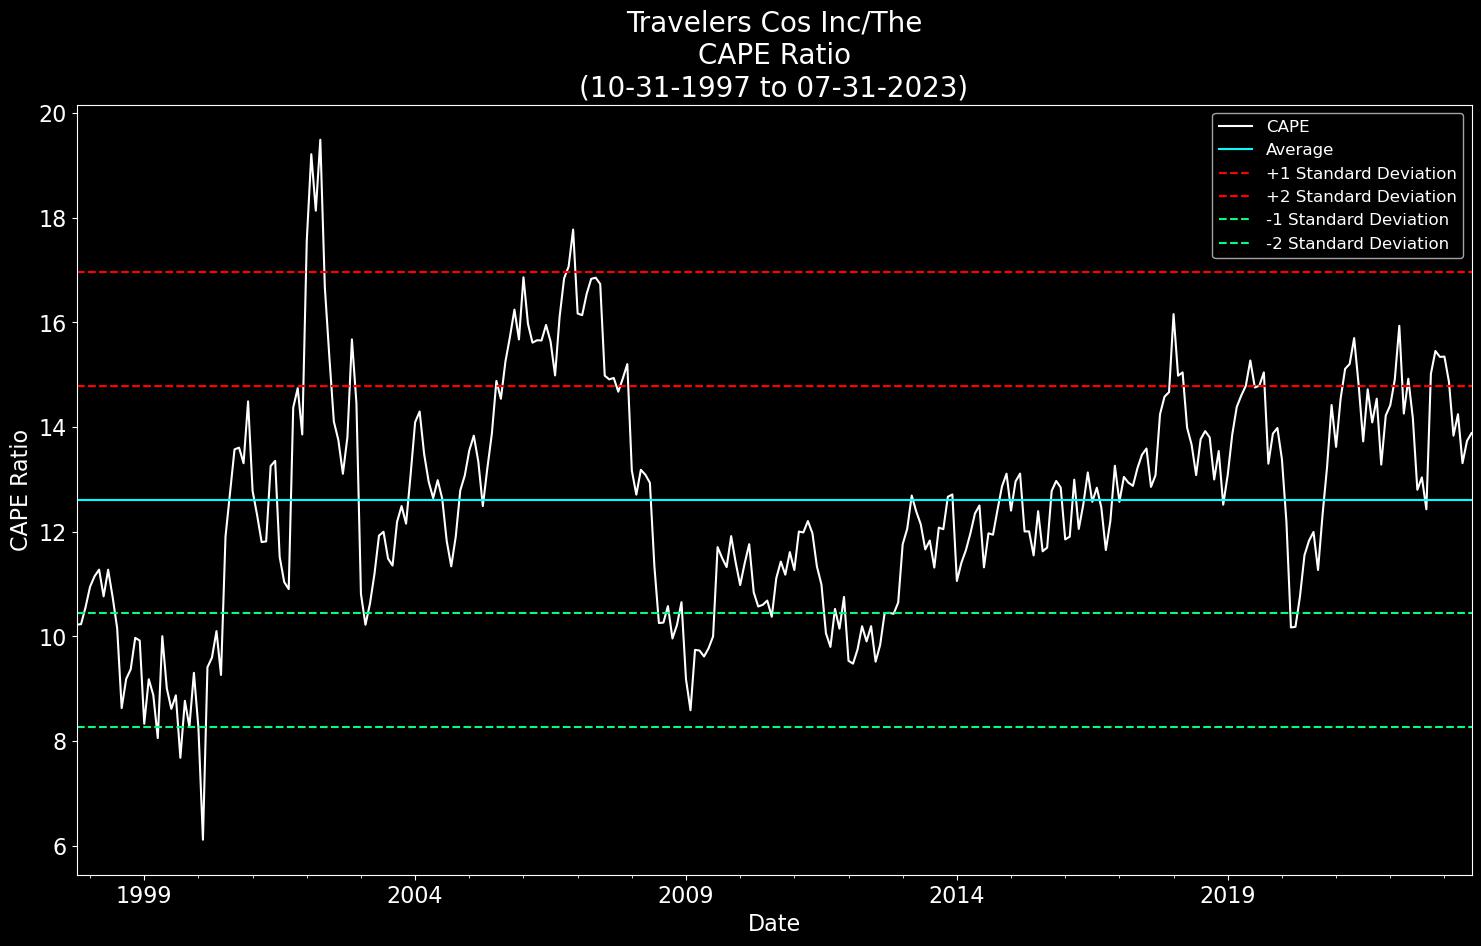 Travelers Cos Inc/The
CAPE Ratio
(10-31-1997 to 07-31-2023)
20
18
16
14
12
10
8
6
CAPE Ratio
CAPE
Average
+1 Standard Deviation
+2 Standard Deviation
-1 Standard Deviation
-2 Standard Deviation
1999 2004 2009 2014 2019
Date